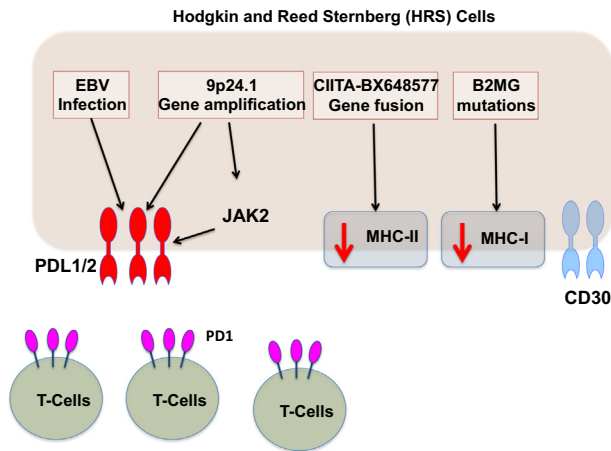 Hodgkin and Reed Sternberg (HRS) Cells
EBV
Infection
9p24.1
Gene amplification
CIITA-BX648577
Gene fusion
B2MG
mutations
JAK2
MHC-II
MHC-I
PDL1/2
CD30
PD1
T-Cells
T-Cells
T-Cells